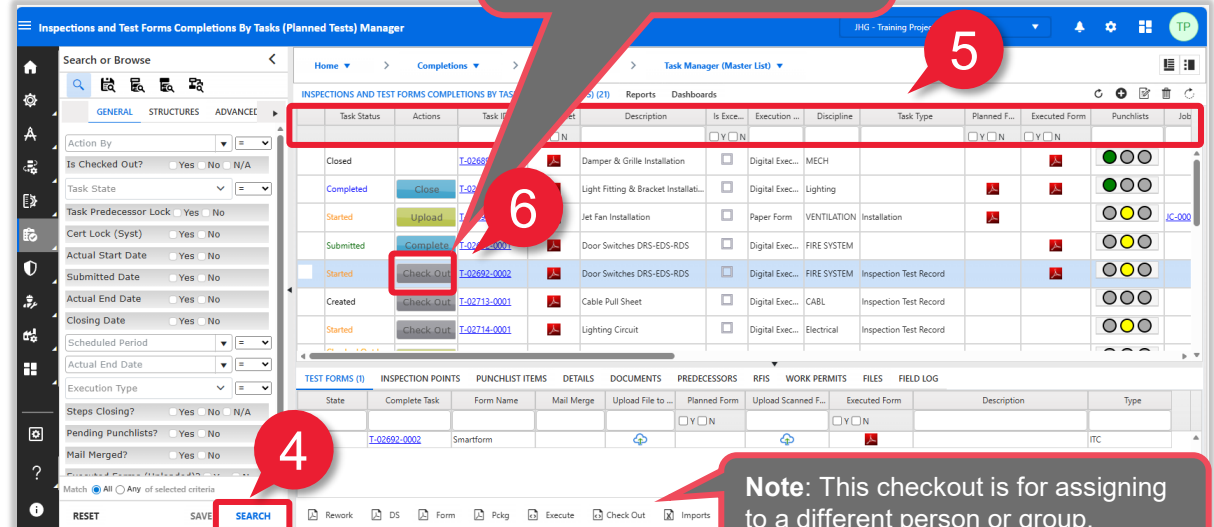 Inspections and Test Forms Completions By Tasks (Planned Tests) Manager
JHG - Training
TP
Search or Browse
GENERAL STRUCTURES ADVANCED
Action By =
Is Checked Out? Yes No N/A
Task State =
Task Predecessor Lock Yes No
Cert Lock (Syst) Yes No
Actual Start Date Yes No
Submitted Date Yes No
Actual End Date Yes No
Closing Date Yes No
Scheduled Period =
Actual End Date =
Execution Type =
Steps Closing? Yes No N/A
Pending Punchlists? Yes No
Mail Merged? Yes No
Match All Any of selected criteria
RESET SAVE SEARCH
4
Home > Completions > > Task Manager (Master List)
5
INSPECTIONS AND TEST FORMS COMPLETIONS BY (21) Reports Dashboards
Task Status Actions Task Description Is Exce... Execution ... Discipline Task Type Planned F... Executed Form Punchlists Job
N Y N Y N Y N
Closed Damper & Grille Installation Digital Exec... MECH
Completed Close Light Fitting & Bracket Installati... Digital Exec... Lighting
Started Upload Jet Fan Installation Paper Form VENTILATION Installation JC-000
6
Submitted Complete Door Switches DRS-EDS-RDS Digital Exec... FIRE SYSTEM
Started Check Out T-02692-0002 Door Switches DRS-EDS-RDS Digital Exec... FIRE SYSTEM Inspection Test Record
Created Check Out T-02713-0001 Cable Pull Sheet Digital Exec... CABL Inspection Test Record
Started Check Out T-02714-0001 Lighting Circuit Digital Exec... Electrical Inspection Test Record
TEST FORMS (1) INSPECTION POINTS PUNCHLIST ITEMS DETAILS DOCUMENTS PREDECESSORS RFIS WORK PERMITS FILES FIELD LOG
State Complete Task Form Name Mail Merge Upload File to ... Planned Form Upload Scanned F... Executed Form Description Type
Y N Y N
T-02692-0002 Smartform ITC
Rework DS Form Pckg Execute Check Out Imports
Note: This checkout is for assigning
to a different person or group.